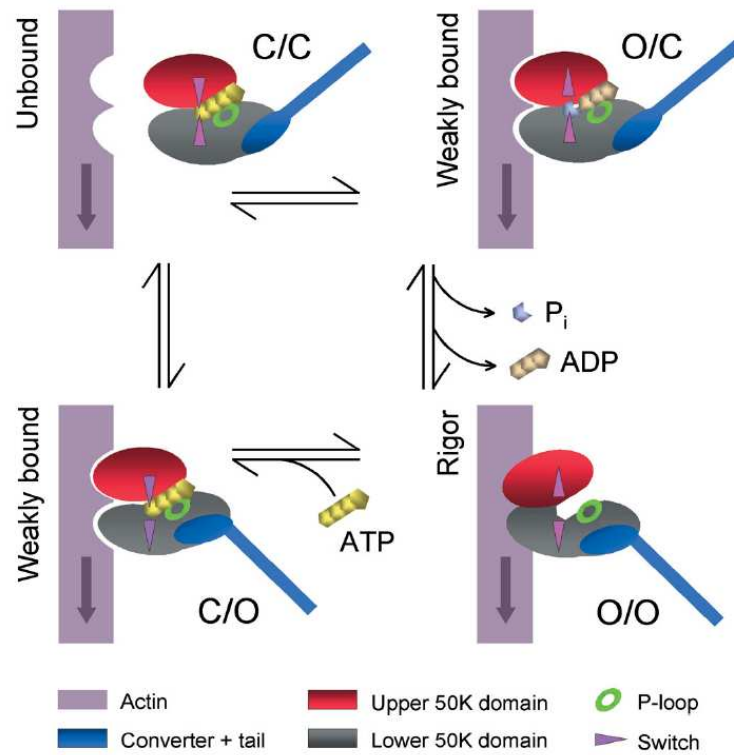 Unbound
C/C
Weakly bound
O/C
Pi
ADP
Weakly bound
ATP
C/O
Rigor
O/O
Actin
Upper 50K domain
P-loop
Converter + tail
Lower 50K domain
Switch